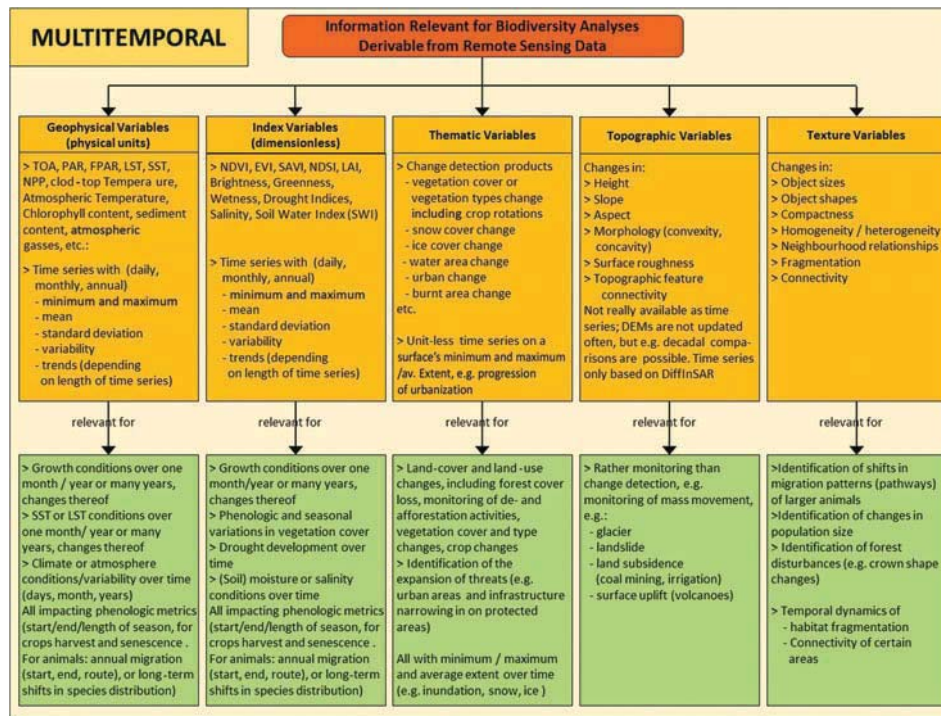 MULTITEMPORAL
Information Relevant for Biodiversity Analyses
Derivable from Remote Sensing Data
Geophysical Variables
(physical units)
> TOA, PAR, FPAR, LST, SST,
NPP, clod-top Tempera ure,
Atmospheric Temperature,
Chlorophyll content, sediment
content, atmospheric
gasses, etc.:
> Time series with (daily,
monthly, annual)
- minimum and maximum
- mean
- standard deviation
- variability
- trends (depending
on length of time series)
Index Variables
(dimensionless)
> NDVI, EVI, SAVI, NDSI, LAI,
Brightness, Greenness,
Wetness, Drought Indices,
Salinity, Soil Water Index (SWI)
> Time series with (daily,
monthly, annual)
- minimum and maximum
- mean
- standard deviation
- variability
- trends (depending
on length of time series)
Thematic Variables
> Change detection products
- vegetation cover or
vegetation types change
including crop rotations
- snow cover change
- ice cover change
- water area change
- urban change
- burnt area change
etc.
> Unit-less time series on a
surface's minimum and maximum
/av. Extent, e.g. progression
of urbanization
Topographic Variables
Changes in:
> Height
> Slope
> Aspect
> Morphology (convexity,
concavity)
> Surface roughness
> Topographic feature
connectivity
Not really available as time
series; DEMs are not updated
often, but e.g. decadal compa-
risons are possible. Time series
only based on DiffInSAR
Texture Variables
Changes in:
> Object sizes
> Object shapes
> Compactness
> Homogeneity / heterogeneity
> Neighbourhood relationships
> Fragmentation
> Connectivity
relevant for
relevant for
relevant for
relevant for
relevant for
> Growth conditions over one
month / year or many years,
changes thereof
> SST or LST conditions over
one month/ year or many
years, changes thereof
> Climate or atmosphere
conditions/variability over time
(days, month, years)
All impacting phenologic metrics
(start/end/length of season, for
crops harvest and senescence .
For animals: annual migration
(start, end, route), or long-term
shifts in species distribution)
> Growth conditions over one
month/year or many years,
changes thereof
> Phenologic and seasonal
variations in vegetation cover
> Drought development over
time
> (Soil) moisture or salinity
conditions over time
All impacting phenologic metrics
(start/end/length of season, for
crops harvest and senescence .
For animals: annual migration
(start, end, route), or long-term
shifts in species distribution)
> Land-cover and land-use
changes, including forest cover
loss, monitoring of de- and
afforestation activities,
vegetation cover and type
changes, crop changes
> Identification of the
expansion of threats (e.g.
urban areas and infrastructure
narrowing in on protected
areas)
All with minimum / maximum
and average extent over time
(e.g. inundation, snow, ice )
> Rather monitoring than
change detection, e.g.
monitoring of mass movement,
e.g.:
- glacier
- landslide
- land subsidence
(coal mining, irrigation)
- surface uplift (volcanoes)
>Identification of shifts in
migration patterns (pathways)
of larger animals
>Identification of changes in
population size
> Identification of forest
disturbances (e.g. crown shape
changes)
> Temporal dynamics of
- habitat fragmentation
- Connectivity of certain
areas